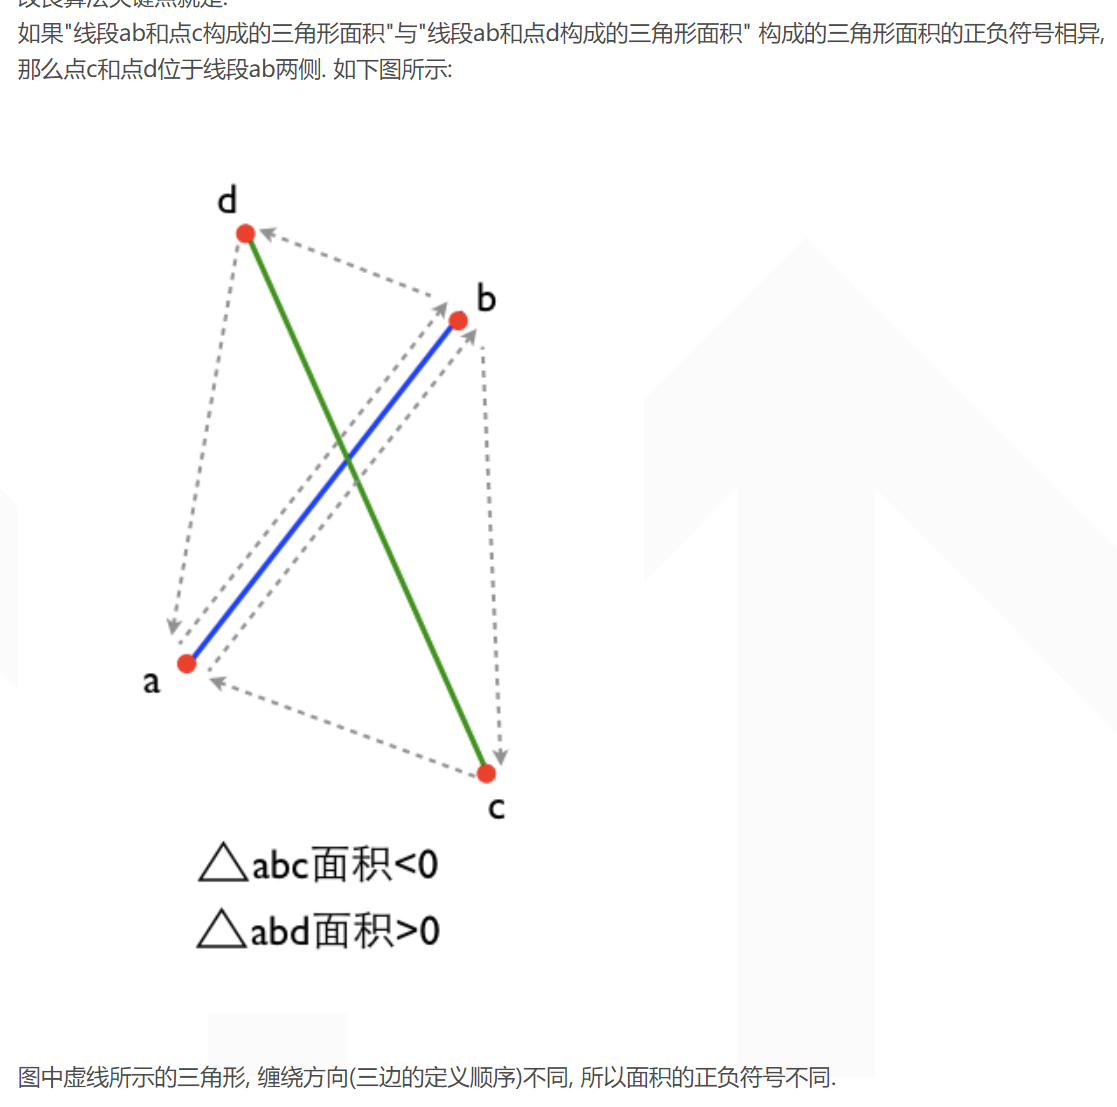 如果"线段ab和点c构成的三角形面积"与"线段ab和点d构成的三角形面积" 构成的三角形面积的正负符号相异,
那么点c和点d位于线段ab两侧. 如下图所示:
d
b
a
c
△abc面积<0
△abd面积>0
图中虚线所示的三角形, 缠绕方向(三边的定义顺序)不同, 所以面积的正负符号不同.